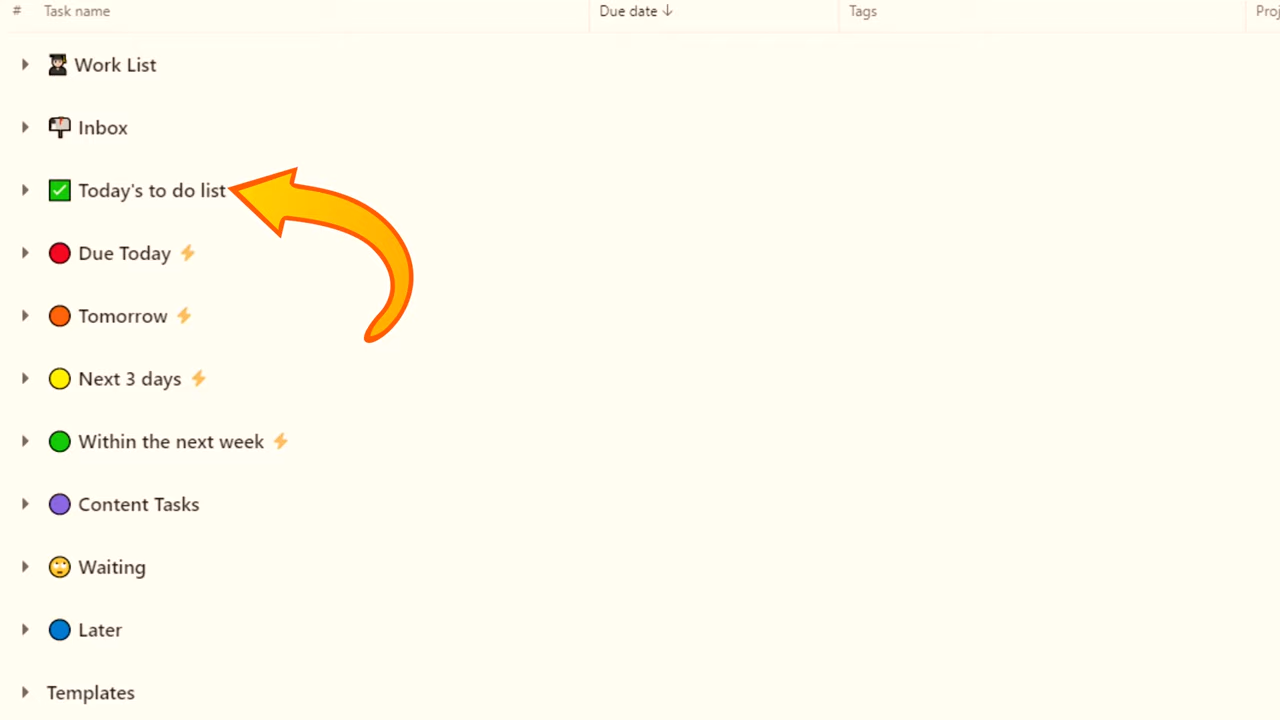 # Task name Due date ↓ Tags Proj
Work List
Inbox
Today's to do list
Due Today
Tomorrow
Next 3 days
Within the next week
Content Tasks
Waiting
Later
Templates